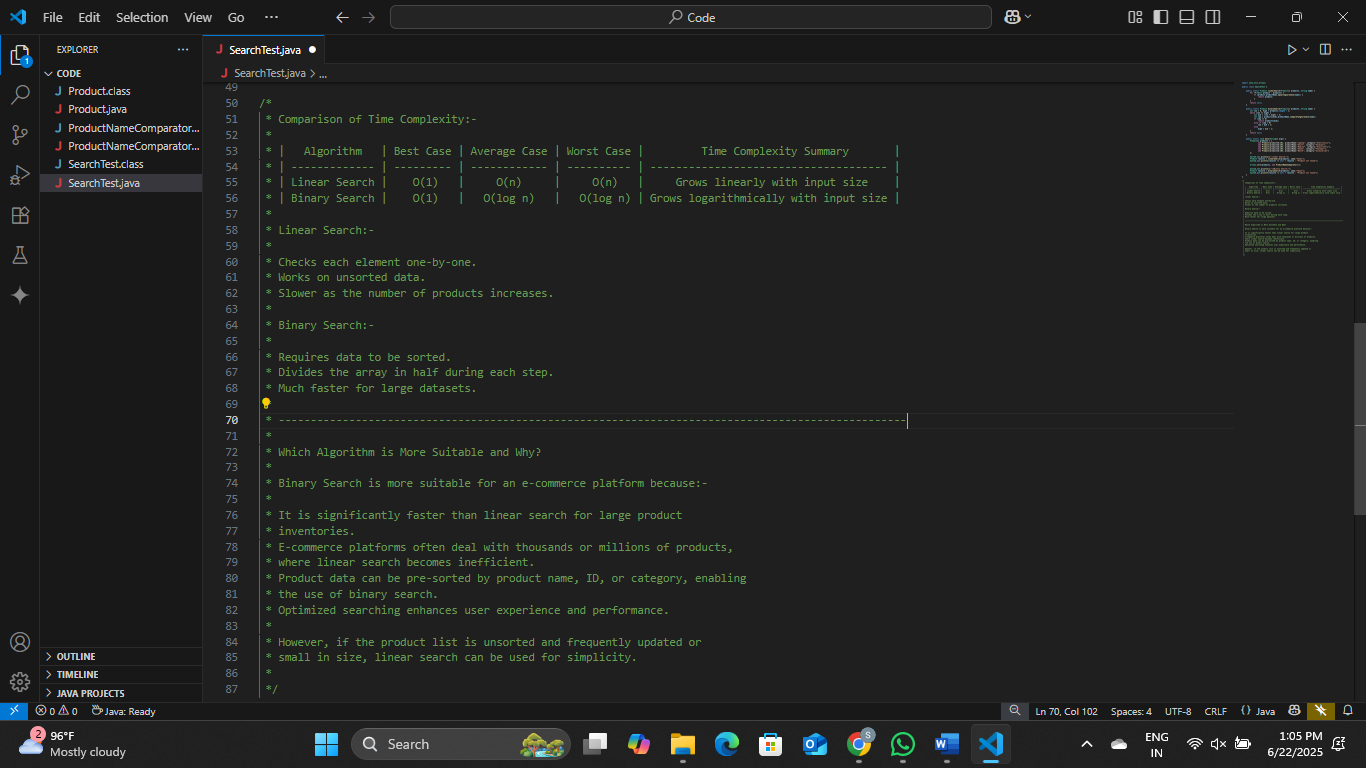 File Edit Selection View Go ··· Code
EXPLORER ···
CODE
J Product.class
J Product.java
J ProductNameComparator...
J ProductNameComparator...
J SearchTest.class
J SearchTest.java
OUTLINE
TIMELINE
JAVA PROJECTS
J SearchTest.java ●
J SearchTest.java > ...
49
50 /*
51 * Comparison of Time Complexity:-
52 *
53 * | Algorithm | Best Case | Average Case | Worst Case | Time Complexity Summary |
54 * | ------------- | --------- | ------------ | ---------- | ------------------------------------- |
55 * | Linear Search | O(1) | O(n) | O(n) | Grows linearly with input size |
56 * | Binary Search | O(1) | O(log n) | O(log n) | Grows logarithmically with input size |
57 *
58 * Linear Search:-
59 *
60 * Checks each element one-by-one.
61 * Works on unsorted data.
62 * Slower as the number of products increases.
63 *
64 * Binary Search:-
65 *
66 * Requires data to be sorted.
67 * Divides the array in half during each step.
68 * Much faster for large datasets.
69
70 * --------------------------------------------------------------------------------------------------
71 *
72 * Which Algorithm is More Suitable and Why?
73 *
74 * Binary Search is more suitable for an e-commerce platform because:-
75 *
76 * It is significantly faster than linear search for large product
77 * inventories.
78 * E-commerce platforms often deal with thousands or millions of products,
79 * where linear search becomes inefficient.
80 * Product data can be pre-sorted by product name, ID, or category, enabling
81 * the use of binary search.
82 * Optimized searching enhances user experience and performance.
83 *
84 * However, if the product list is unsorted and frequently updated or
85 * small in size, linear search can be used for simplicity.
86 *
87 */
0 0 Java: Ready Ln 70, Col 102 Spaces: 4 UTF-8 CRLF {} Java
2 96°F Mostly cloudy Search ENG IN 1:05 PM 6/22/2025